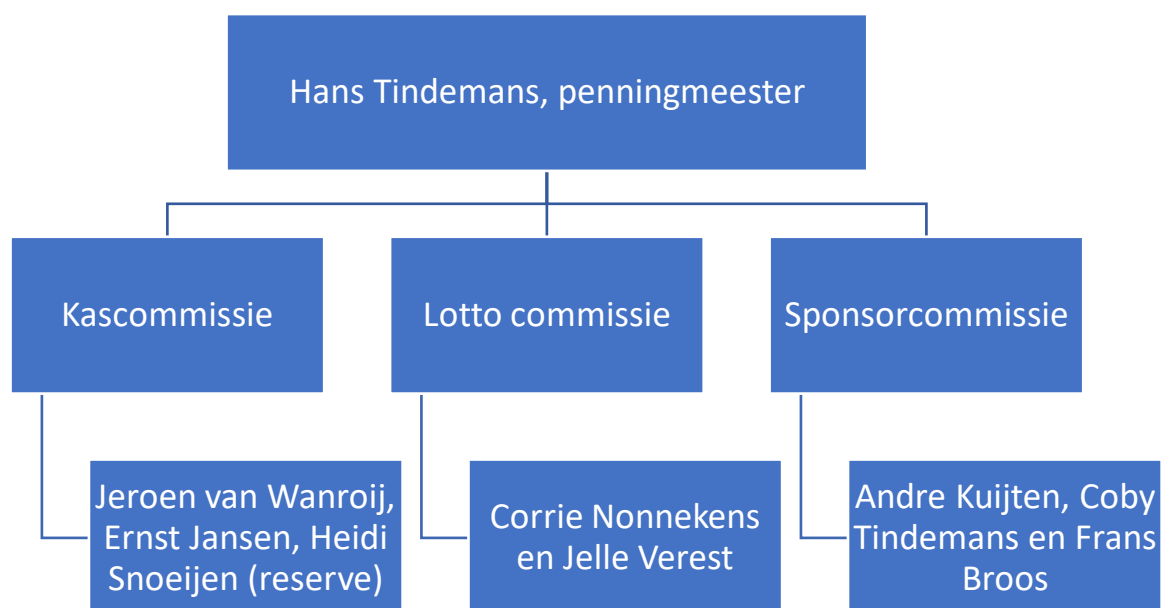 Hans Tindemans, penningmeester
Kascommissie
Lotto commissie
Sponsorcommissie
Jeroen van Wanroij,
Ernst Jansen, Heidi
Snoeijen (reserve)
Corrie Nonnekens
en Jelle Verest
Andre Kuijten, Coby
Tindemans en Frans
Broos